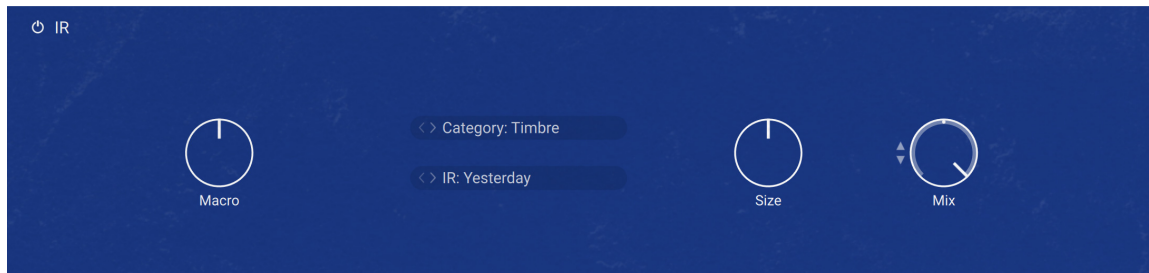 IR
Category: Timbre
IR: Yesterday
Macro
Size
Mix